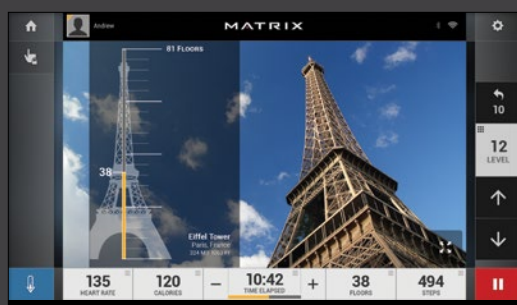 Andrew
MATRIX
81 FLOORS
10
12
LEVEL
38
Eiffel Tower
Paris, France
135
HEART RATE
120
CALORIES
10:42
TIME ELAPSED
38
FLOORS
494
STEPS